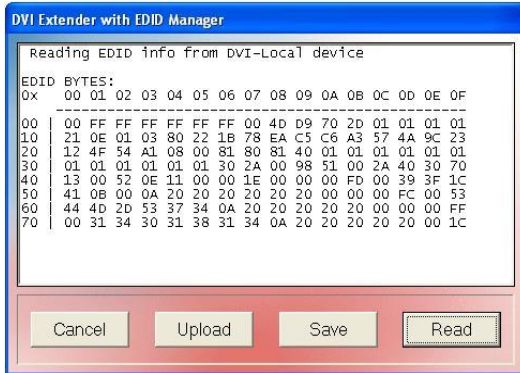 DVI Extender with EDID Manager
Reading EDID info from DVI-Local device
EDID BYTES:
0x 00 01 02 03 04 05 06 07 08 09 0A 0B 0C 0D 0E 0F
00 | 00 FF FF FF FF FF FF 00 4D D9 70 2D 01 01 01 01
10 | 21 0E 01 03 80 22 1B 78 EA C5 C6 A3 57 4A 9C 23
20 | 12 4F 54 A1 08 00 81 80 81 40 01 01 01 01 01 01
30 | 01 01 01 01 01 01 30 2A 00 98 51 00 2A 40 30 70
40 | 13 00 52 0E 11 00 00 1E 00 00 00 FD 00 39 3F 1C
50 | 41 0B 00 0A 20 20 20 20 20 20 00 00 00 FC 00 53
60 | 44 4D 2D 53 37 34 0A 20 20 20 20 20 00 00 00 FF
70 | 00 31 34 30 31 38 31 34 0A 20 20 20 20 20 00 1C
Cancel Upload Save Read